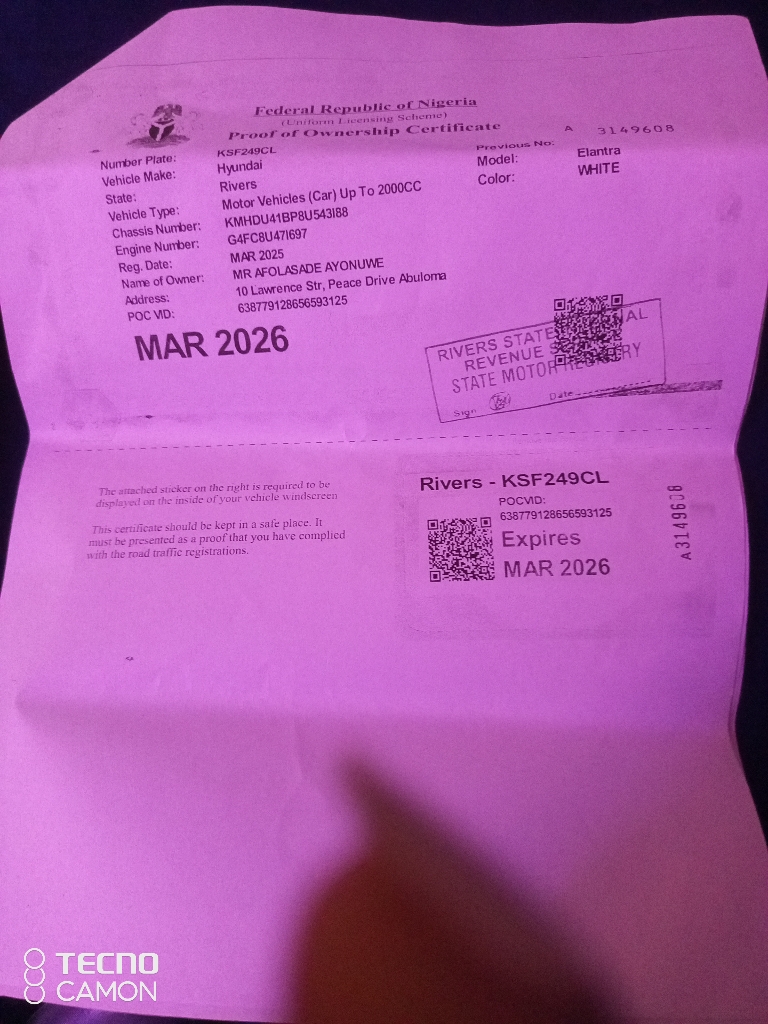 Federal Republic of Nigeria
(Uniform Licensing Scheme)
Proof of Ownership Certificate
A 3149608
Number Plate: KSF249CL Previous No:
Vehicle Make: Hyundai Model: Elantra
State: Rivers Color: WHITE
Vehicle Type: Motor Vehicles (Car) Up To 2000CC
Chassis Number: KMHDU41BP8U543I88
Engine Number: G4FC8U47I697
Reg. Date: MAR 2025
Name of Owner: MR AFOLASADE AYONUWE
Address: 10 Lawrence Str, Peace Drive Abuloma
POC VID: 638779128656593125
MAR 2026
RIVERS STATE
REVENUE
STATE MOTOR
Sign Date
The attached sticker on the right is required to be
displayed on the inside of your vehicle windscreen
This certificate should be kept in a safe place. It
must be presented as a proof that you have complied
with the road traffic registrations.
Rivers - KSF249CL
POCVID:
638779128656593125
Expires
MAR 2026
A3149608
TECNO
CAMON